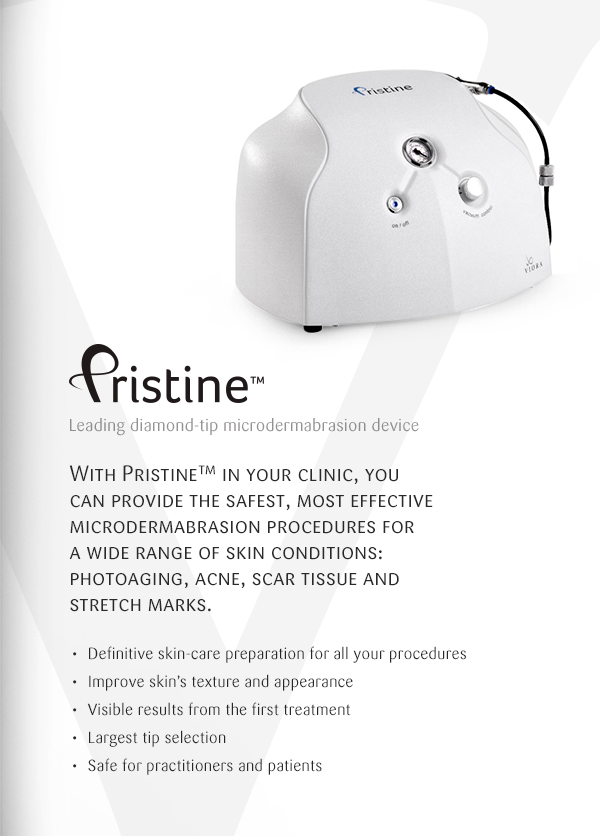 Pristine
on / off
vacuum control
VIORA
Pristine™
Leading diamond-tip microdermabrasion device
WITH PRISTINE™ IN YOUR CLINIC, YOU
CAN PROVIDE THE SAFEST, MOST EFFECTIVE
MICRODERMABRASION PROCEDURES FOR
A WIDE RANGE OF SKIN CONDITIONS:
PHOTOAGING, ACNE, SCAR TISSUE AND
STRETCH MARKS.
• Definitive skin-care preparation for all your procedures
• Improve skin's texture and appearance
• Visible results from the first treatment
• Largest tip selection
• Safe for practitioners and patients